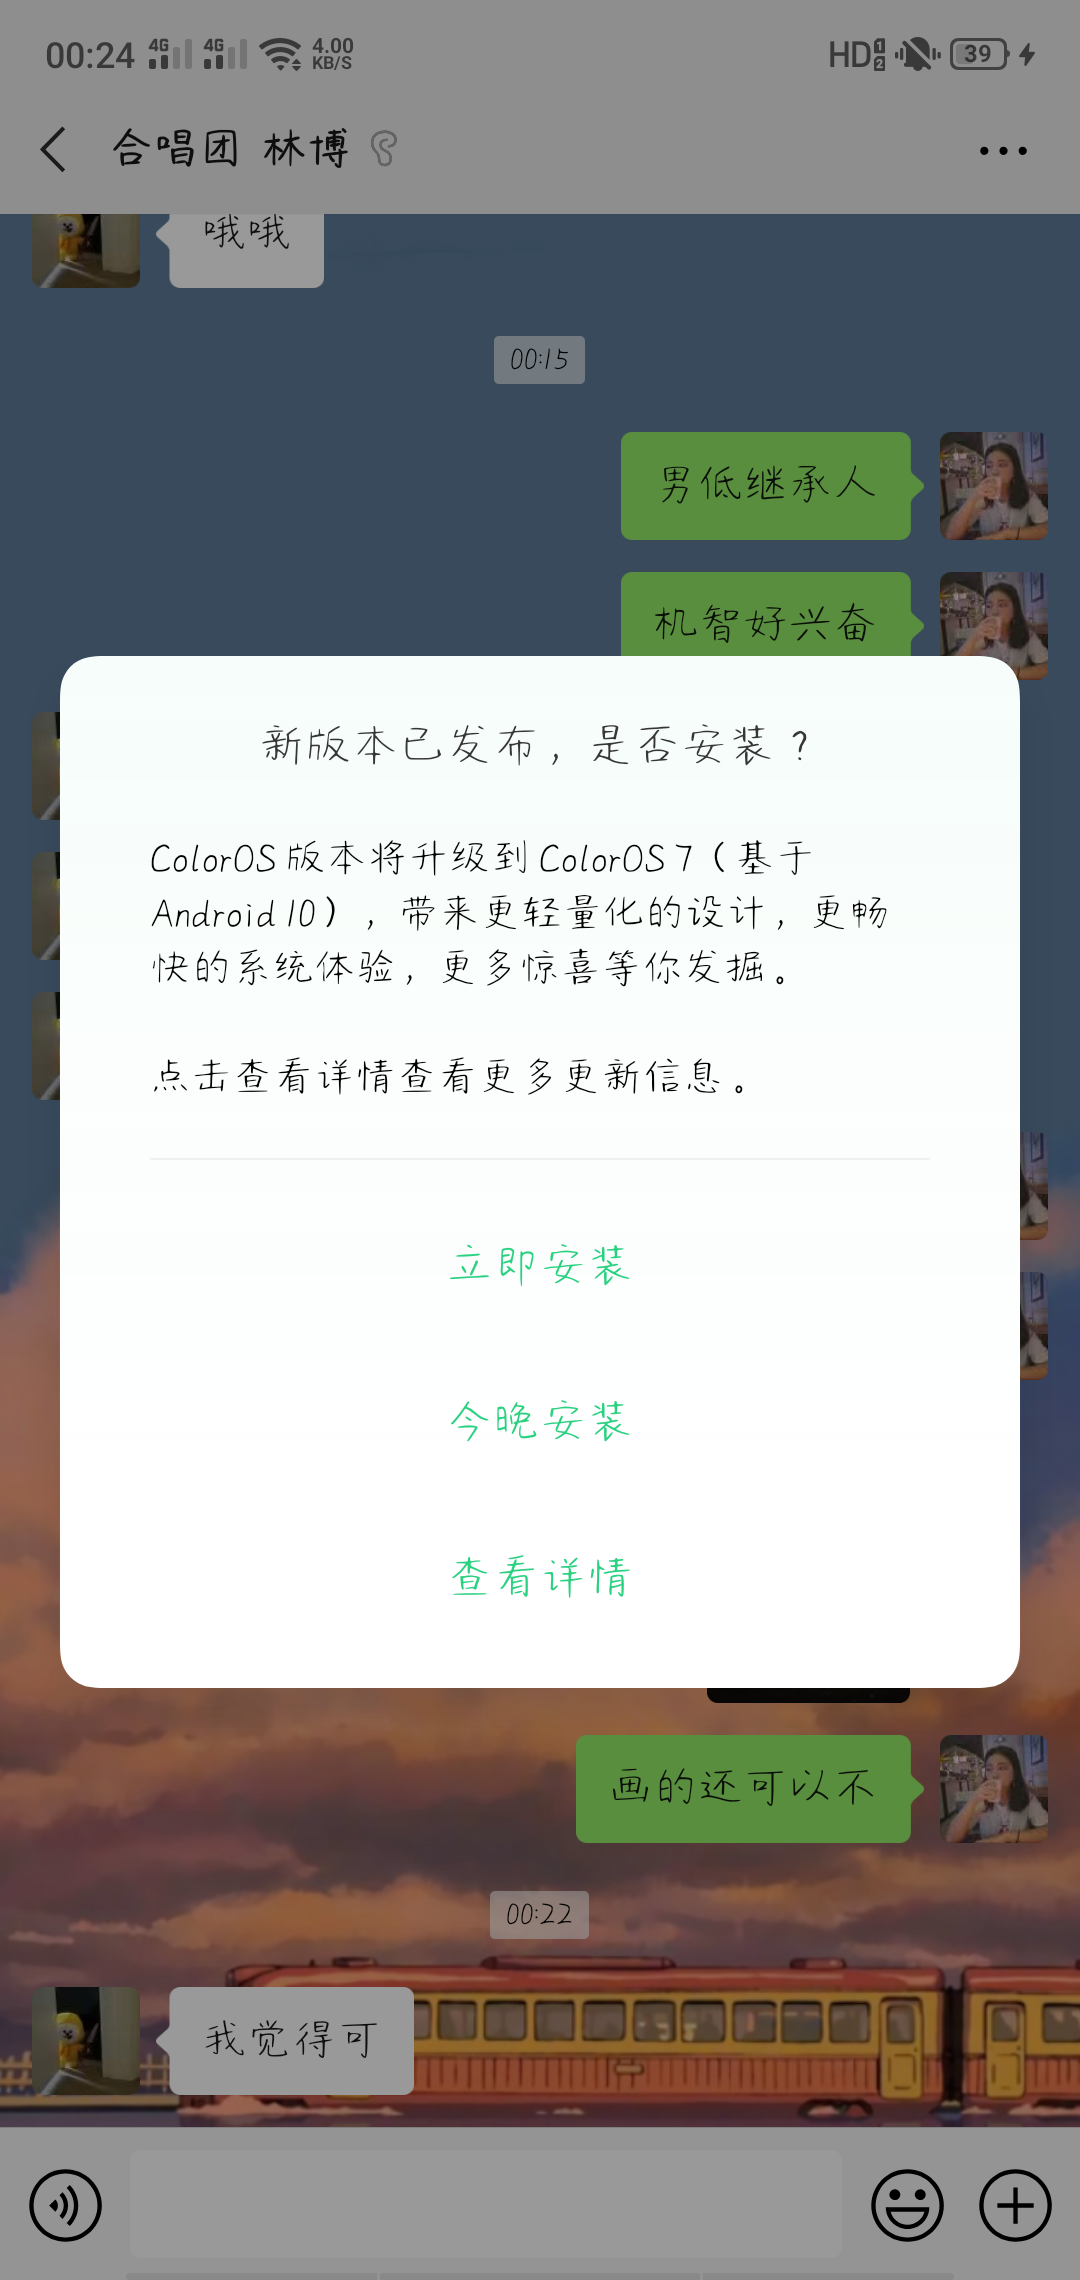 00:24 4G 4G 4.00 KB/S HD 1 2 39
合唱团 林博
哦哦
00:15
男低继承人
机智好兴奋
新版本已发布，是否安装？
ColorOS 版本将升级到 ColorOS 7（基于
Android 10），带来更轻量化的设计，更畅
快的系统体验，更多惊喜等你发掘。
点击查看详情查看更多更新信息。
立即安装
今晚安装
查看详情
画的还可以不
00:22
我觉得可